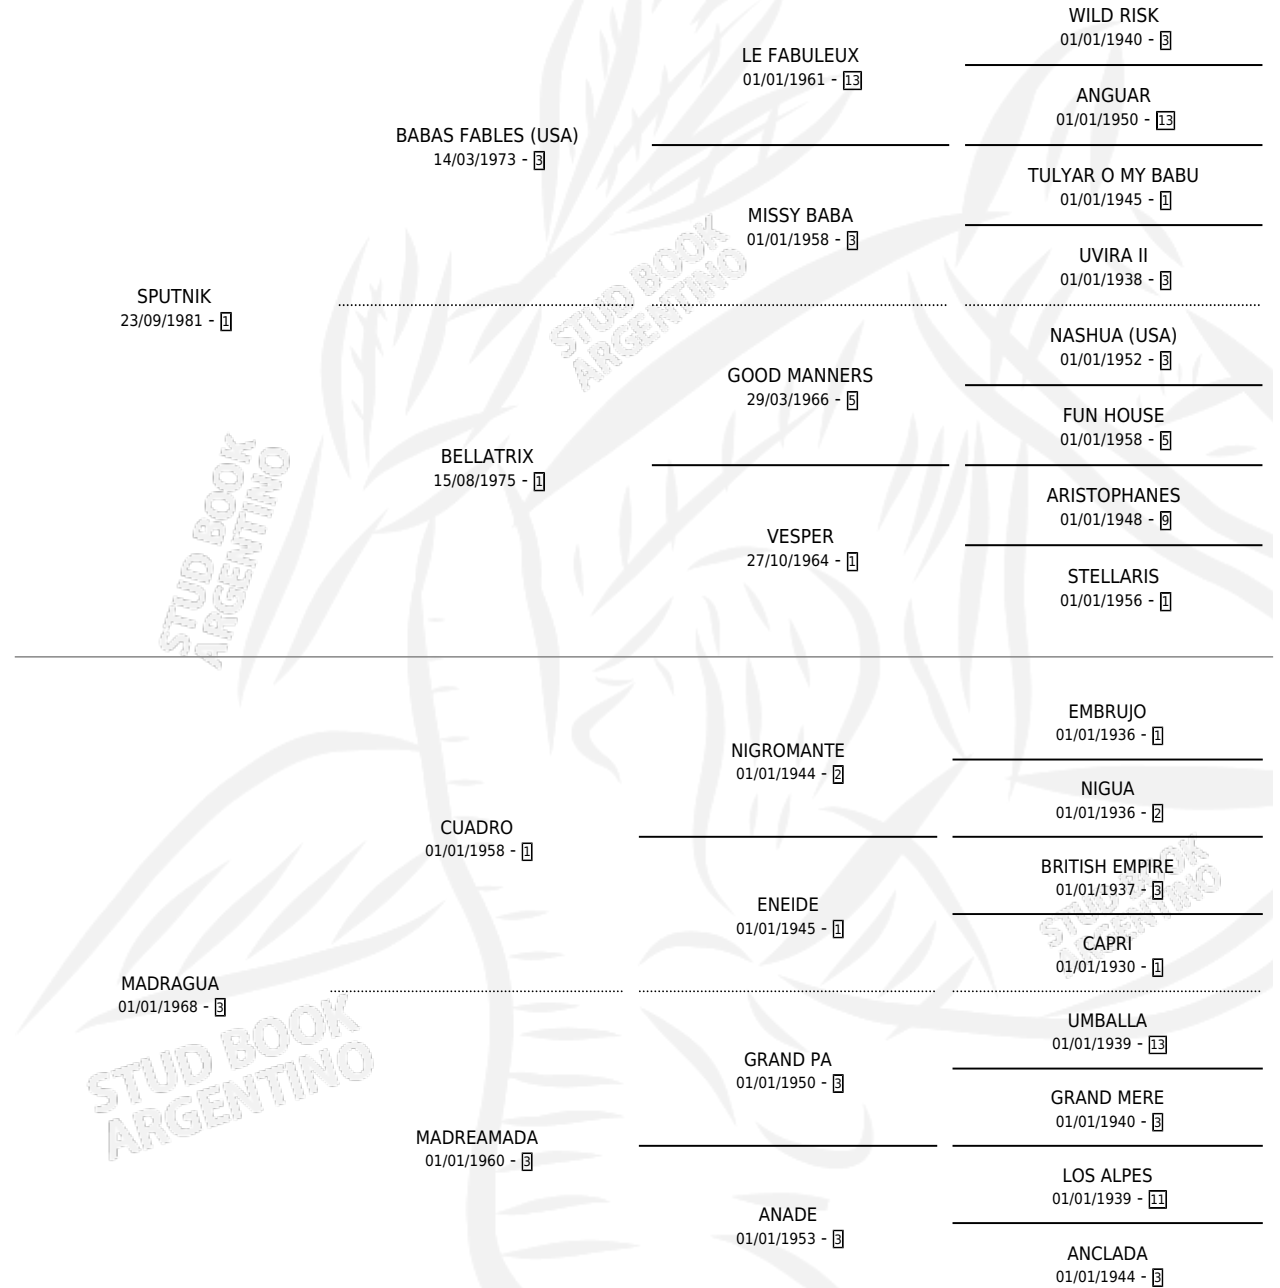 WILD RISK
01/01/1940 - 3
LE FABULEUX
01/01/1961 - 13
ANGUAR
01/01/1950 - 13
BABAS FABLES (USA)
14/03/1973 - 3
TULYAR O MY BABU
01/01/1945 - 1
MISSY BABA
01/01/1958 - 3
UVIRA II
01/01/1938 - 3
SPUTNIK
23/09/1981 - 1
NASHUA (USA)
01/01/1952 - 3
GOOD MANNERS
29/03/1966 - 5
FUN HOUSE
01/01/1958 - 5
BELLATRIX
15/08/1975 - 1
ARISTOPHANES
01/01/1948 - 9
VESPER
27/10/1964 - 1
STELLARIS
01/01/1956 - 1
EMBRUJO
01/01/1936 - 1
NIGROMANTE
01/01/1944 - 2
NIGUA
01/01/1936 - 2
CUADRO
01/01/1958 - 1
BRITISH EMPIRE
01/01/1937 - 3
ENEIDE
01/01/1945 - 1
CAPRI
01/01/1930 - 1
MADRAGUA
01/01/1968 - 3
UMBALLA
01/01/1939 - 13
GRAND PA
01/01/1950 - 3
GRAND MERE
01/01/1940 - 3
MADREAMADA
01/01/1960 - 3
LOS ALPES
01/01/1939 - 11
ANADE
01/01/1953 - 3
ANCLADA
01/01/1944 - 3
STUD BOOK
ARGENTINO
STUD BOOK
ARGENTINO
STUD BOOK
ARGENTINO
STUD BOOK
ARGENTINO